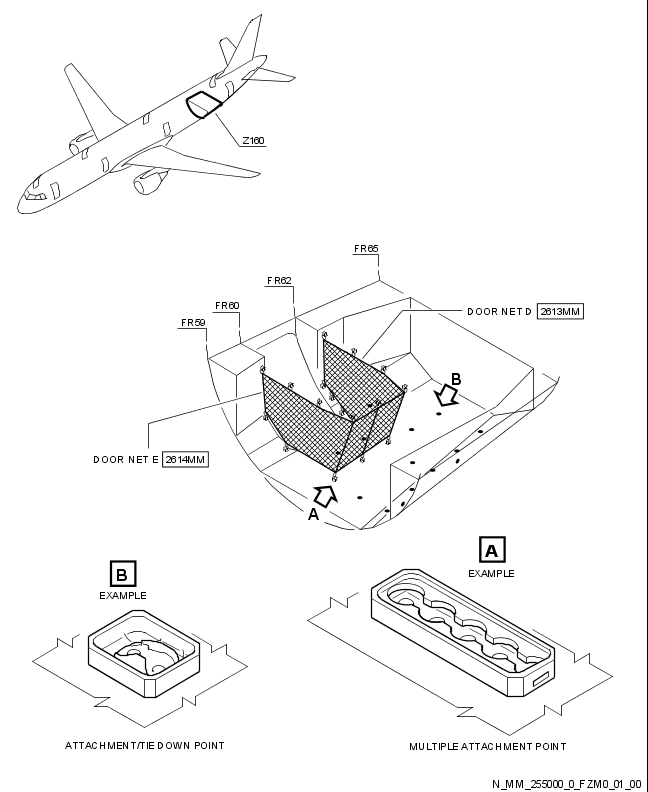 Z160
FR65
FR62
FR60
FR59
DOOR NET D 2613MM
B
DOOR NET E 2614MM
A
B
EXAMPLE
A
EXAMPLE
ATTACHMENT/TIE DOWN POINT
MULTIPLE ATTACHMENT POINT
N_MM_255000_0_FZM0_01_00